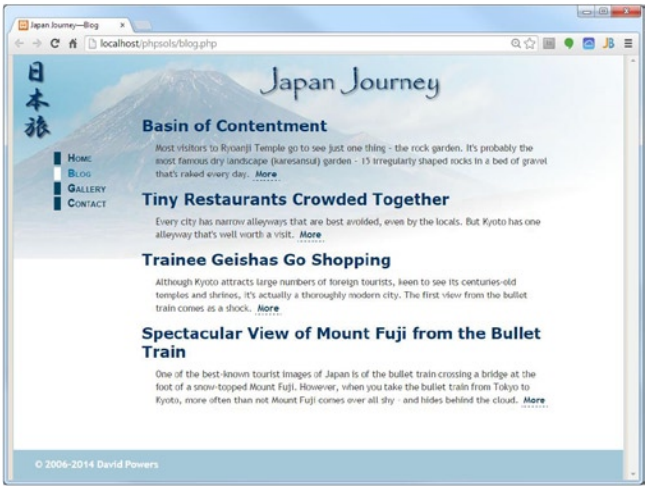 Japan Journey—Blog
localhost/phpsols/blog.php
日
本
旅
Japan Journey
HOME
BLOG
GALLERY
CONTACT
Basin of Contentment
Most visitors to Ryoanji Temple go to see just one thing - the rock garden. It's probably the
most famous dry landscape (karesansui) garden - 15 irregularly shaped rocks in a bed of gravel
that's raked every day. More
Tiny Restaurants Crowded Together
Every city has narrow alleyways that are best avoided, even by the locals. But Kyoto has one
alleyway that's well worth a visit. More
Trainee Geishas Go Shopping
Although Kyoto attracts large numbers of foreign tourists, keen to see its centuries-old
temples and shrines, it's actually a thoroughly modern city. The first view from the bullet
train comes as a shock. More
Spectacular View of Mount Fuji from the Bullet
Train
One of the best-known tourist images of Japan is of the bullet train crossing a bridge at the
foot of a snow-topped Mount Fuji. However, when you take the bullet train from Tokyo to
Kyoto, more often than not Mount Fuji comes over all shy - and hides behind the cloud. More
© 2006-2014 David Powers